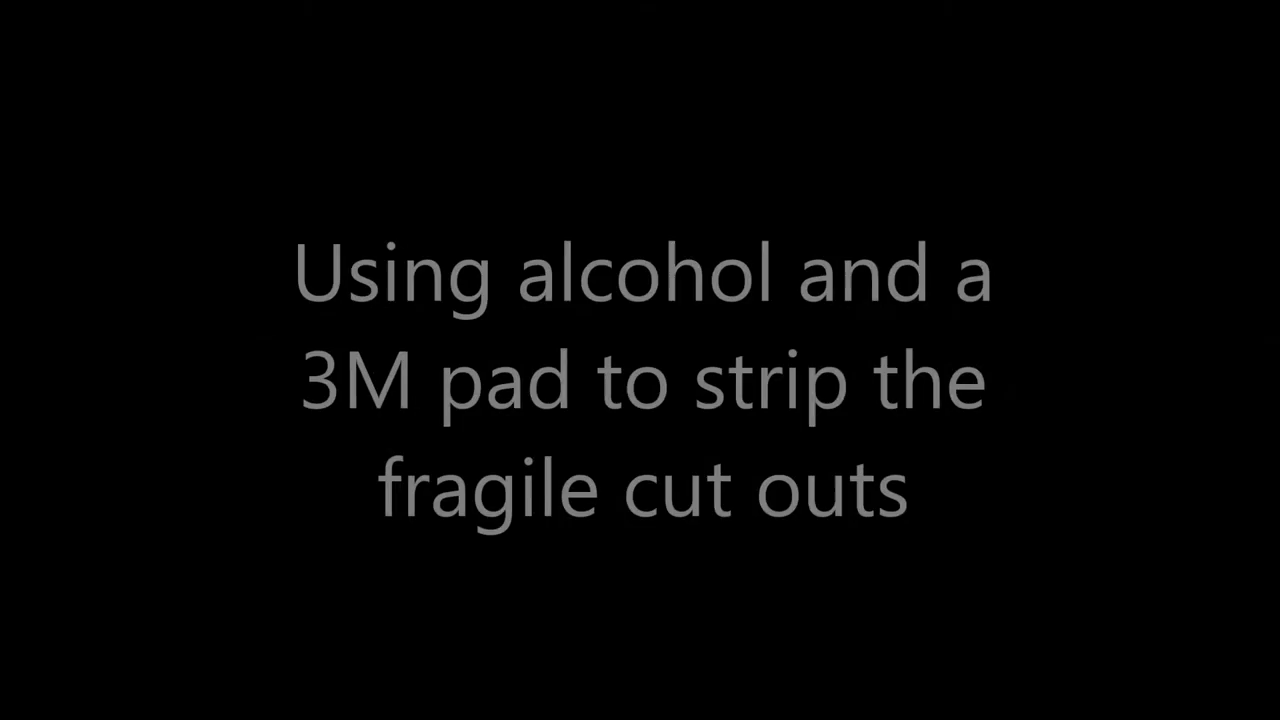 Using alcohol and a
3M pad to strip the
fragile cut outs